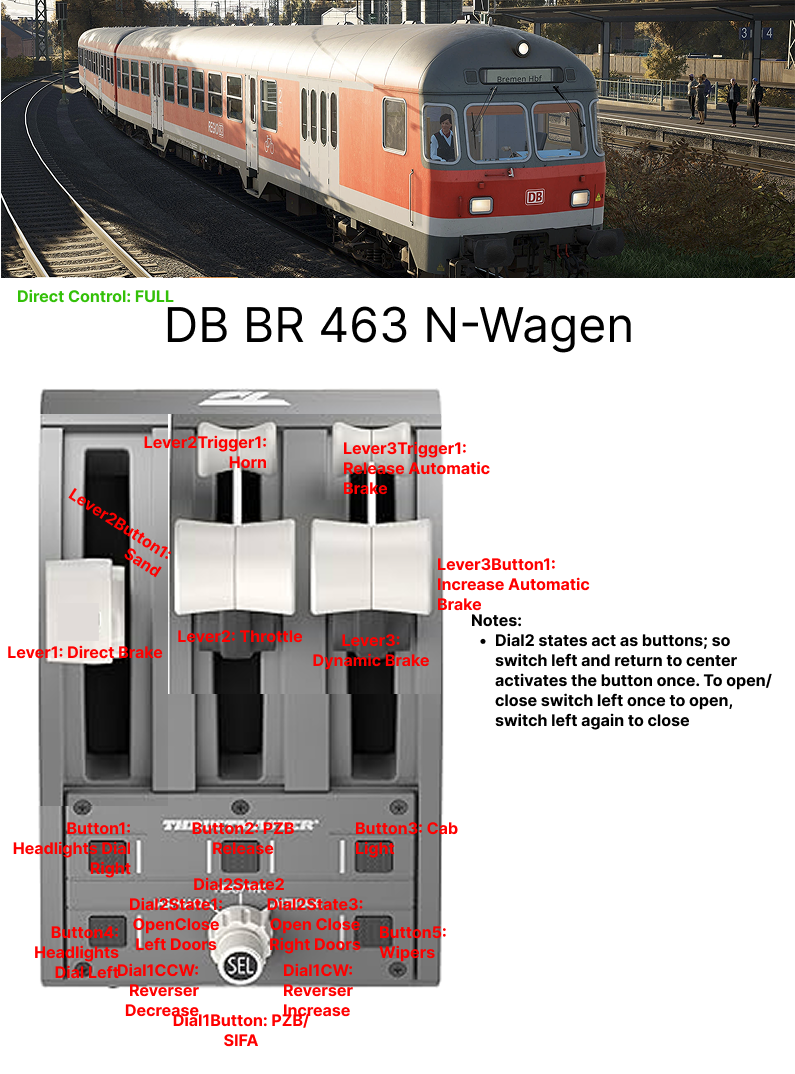 3 4
Bremen Hbf
REGIO
DB
DB
Direct Control: FULL
DB BR 463 N-Wagen
Lever2Trigger1:
Horn
Lever3Trigger1:
Release Automatic
Brake
Lever2Button1:
Sand
Lever3Button1:
Increase Automatic
Brake
Notes:
• Dial2 states act as buttons; so
switch left and return to center
activates the button once. To open/
close switch left once to open,
switch left again to close
Lever2: Throttle
Lever3:
Dynamic Brake
Lever1: Direct Brake
THRUSTMASTER
Button1:
Headlights Dial
Right
Button2: PZB
Release
Button3: Cab
Light
Dial2State2
Dial2State1:
OpenClose
Left Doors
Dial2State3:
Open Close
Right Doors
Button4:
Headlights
Dial Left
Button5:
Wipers
SEL
Dial1CCW:
Reverser
Decrease
Dial1CW:
Reverser
Increase
Dial1Button: PZB/
SIFA